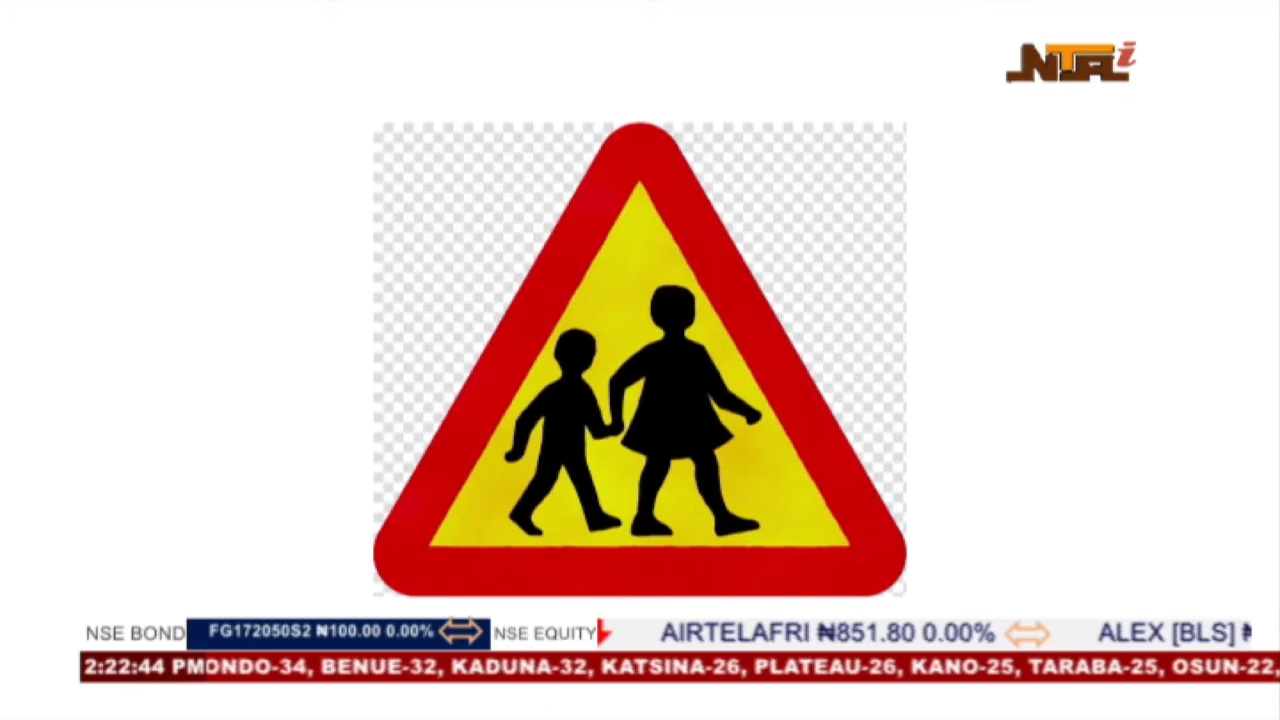 NTA i
NSE BOND FG172050S2 ₦100.00 0.00% NSE EQUITY AIRTELAFRI ₦851.80 0.00% ALEX [BLS]
2:22:44 PM ONDO-34, BENUE-32, KADUNA-32, KATSINA-26, PLATEAU-26, KANO-25, TARABA-25, OSUN-22,